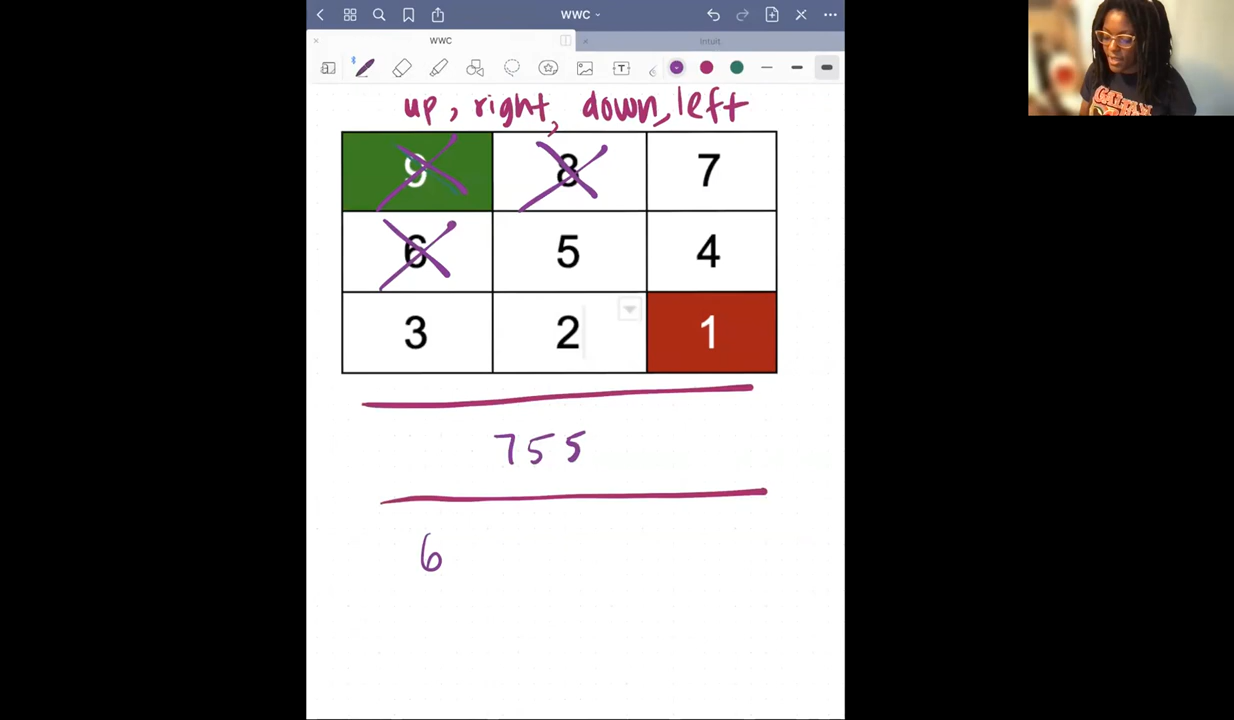 WWC
WWC
Intuit
T
up, right, down, left
9 8 7
6 5 4
3 2 1
755
6